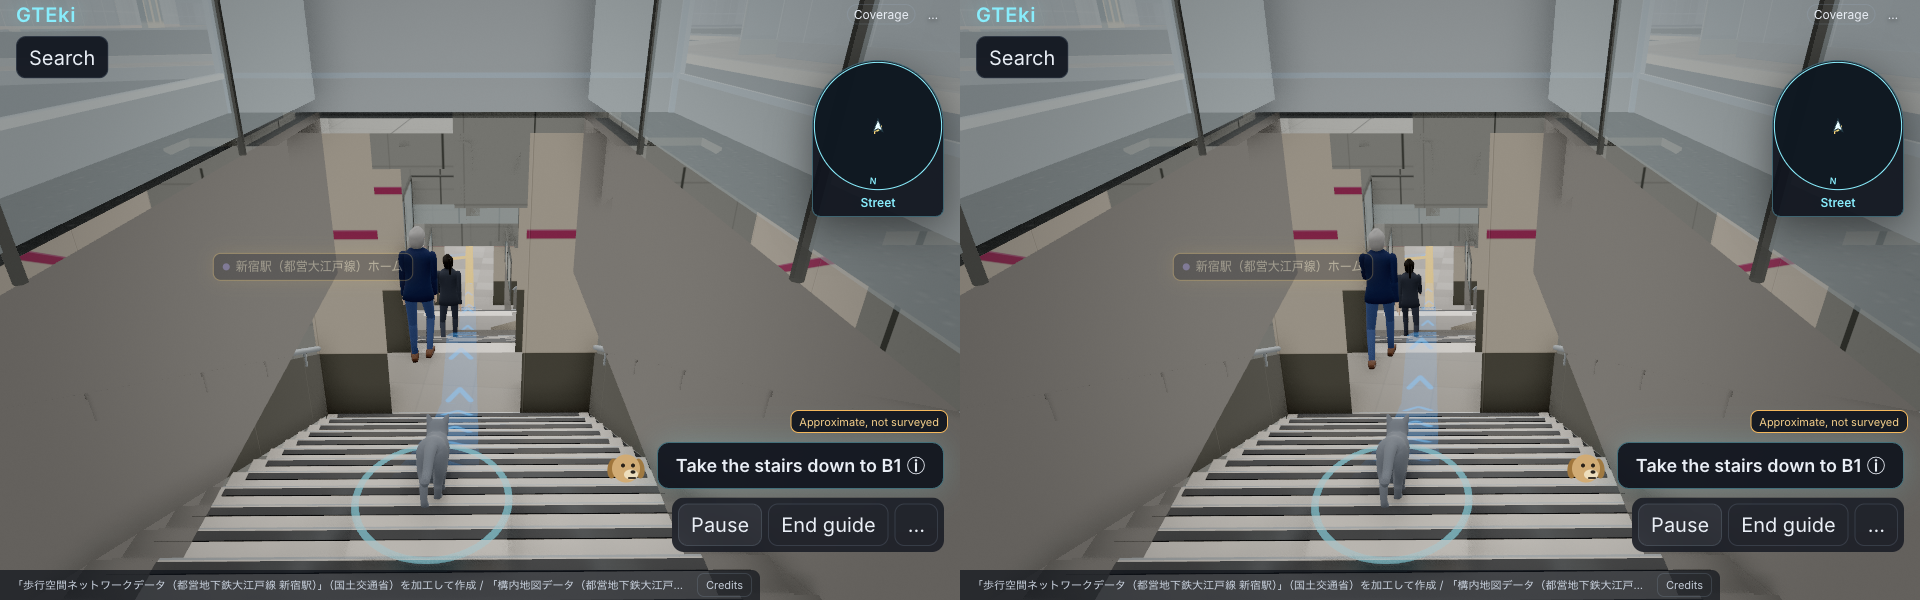 GTEki
Coverage
...
Search
N
Street
新宿駅（都営大江戸線）ホーム
Approximate, not surveyed
Take the stairs down to B1 ⓘ
Pause
End guide
...
「歩行空間ネットワークデータ（都営地下鉄大江戸線 新宿駅）」（国土交通省）を加工して作成 / 「構内地図データ（都営地下鉄大江戸...
Credits
GTEki
Coverage
...
Search
N
Street
新宿駅（都営大江戸線）ホーム
Approximate, not surveyed
Take the stairs down to B1 ⓘ
Pause
End guide
...
「歩行空間ネットワークデータ（都営地下鉄大江戸線 新宿駅）」（国土交通省）を加工して作成 / 「構内地図データ（都営地下鉄大江戸...
Credits